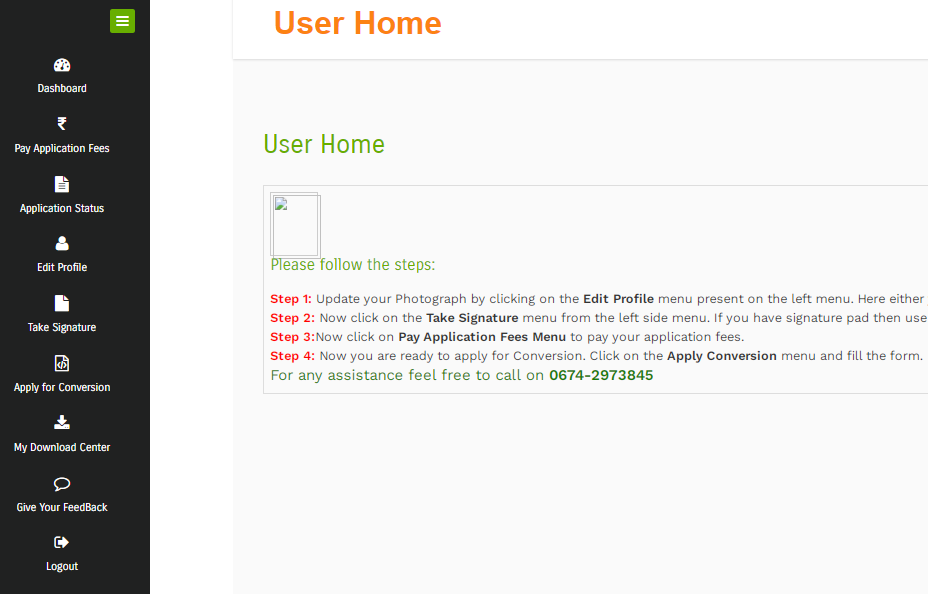 User Home
Dashboard
Pay Application Fees
Application Status
Edit Profile
Take Signature
Apply for Conversion
My Download Center
Give Your FeedBack
Logout
User Home
Please follow the steps:
Step 1: Update your Photograph by clicking on the Edit Profile menu present on the left menu. Here either
Step 2: Now click on the Take Signature menu from the left side menu. If you have signature pad then use
Step 3:Now click on Pay Application Fees Menu to pay your application fees.
Step 4: Now you are ready to apply for Conversion. Click on the Apply Conversion menu and fill the form.
For any assistance feel free to call on 0674-2973845